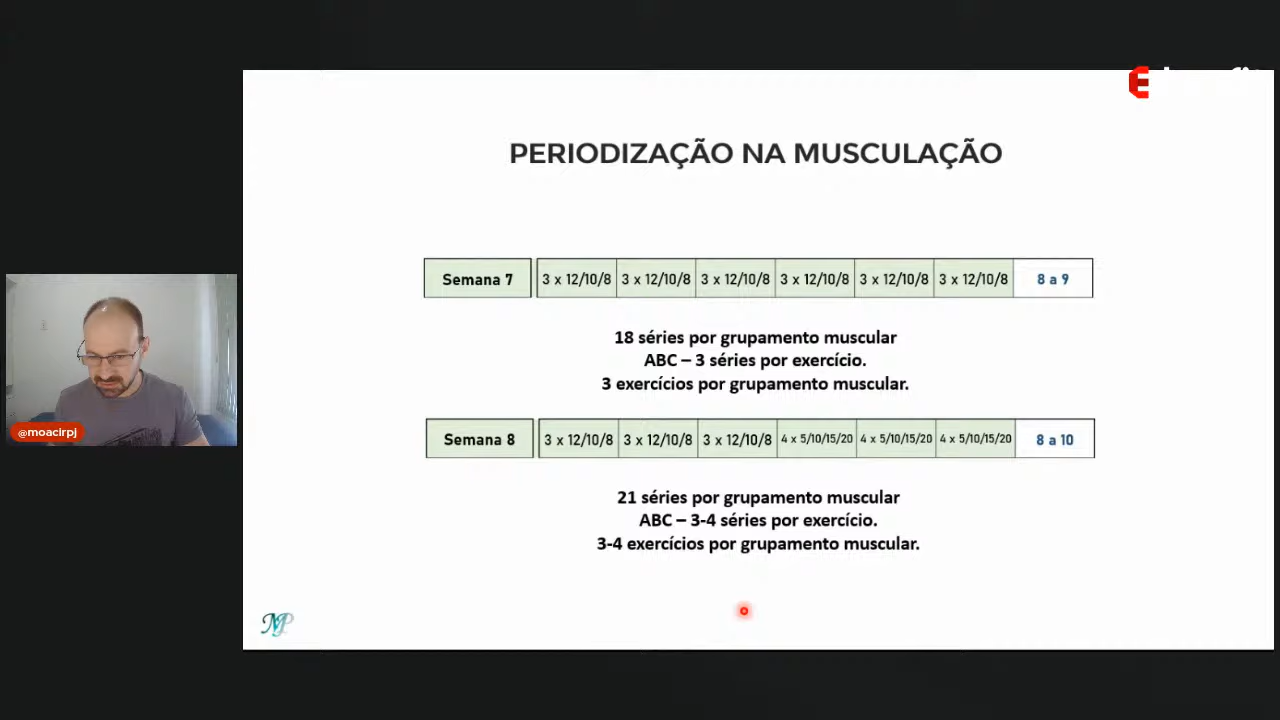 PERIODIZAÇÃO NA MUSCULAÇÃO
Semana 7 3 x 12/10/8 3 x 12/10/8 3 x 12/10/8 3 x 12/10/8 3 x 12/10/8 3 x 12/10/8 8 a 9
18 séries por grupamento muscular
ABC – 3 séries por exercício.
3 exercícios por grupamento muscular.
Semana 8 3 x 12/10/8 3 x 12/10/8 3 x 12/10/8 4 x 5/10/15/20 4 x 5/10/15/20 4 x 5/10/15/20 8 a 10
21 séries por grupamento muscular
ABC – 3-4 séries por exercício.
3-4 exercícios por grupamento muscular.
@moacirpj
MP